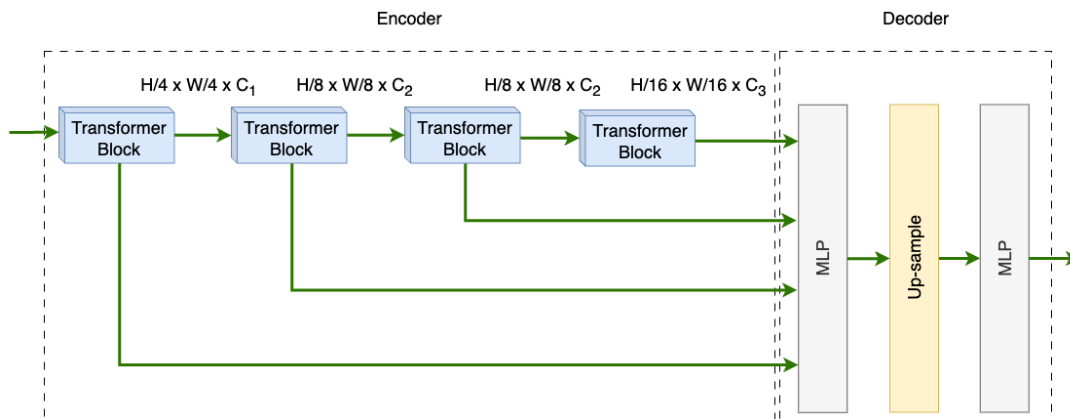 Encoder
Decoder
H/4 x W/4 x C₁
H/8 x W/8 x C₂
H/8 x W/8 x C₂
H/16 x W/16 x C₃
Transformer
Block
Transformer
Block
Transformer
Block
Transformer
Block
MLP
Up-sample
MLP